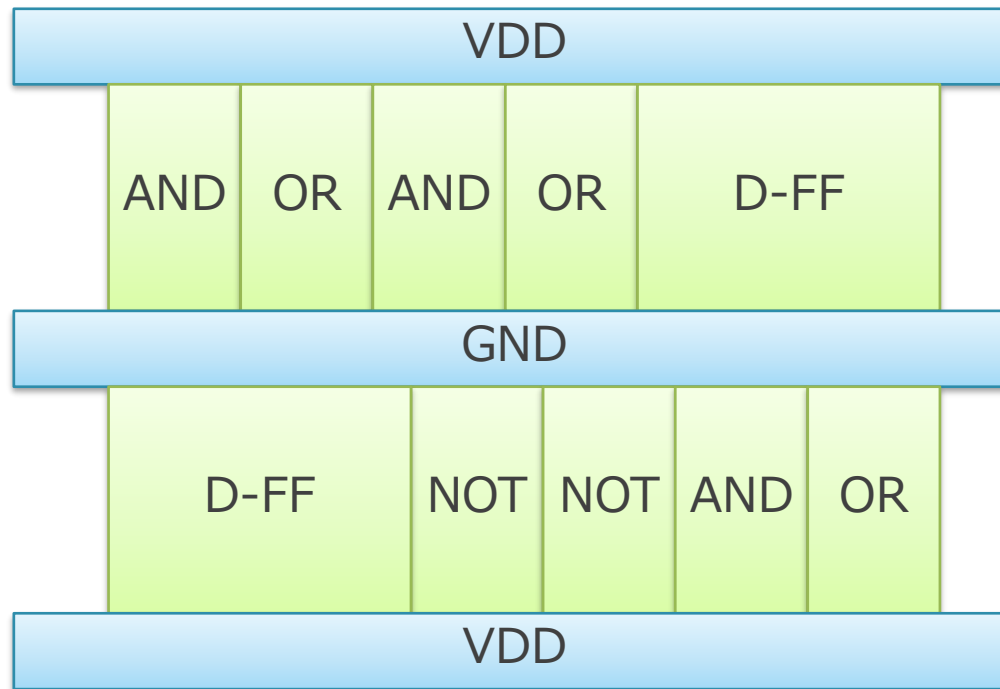 VDD
AND OR AND OR D-FF
GND
D-FF NOT NOT AND OR
VDD